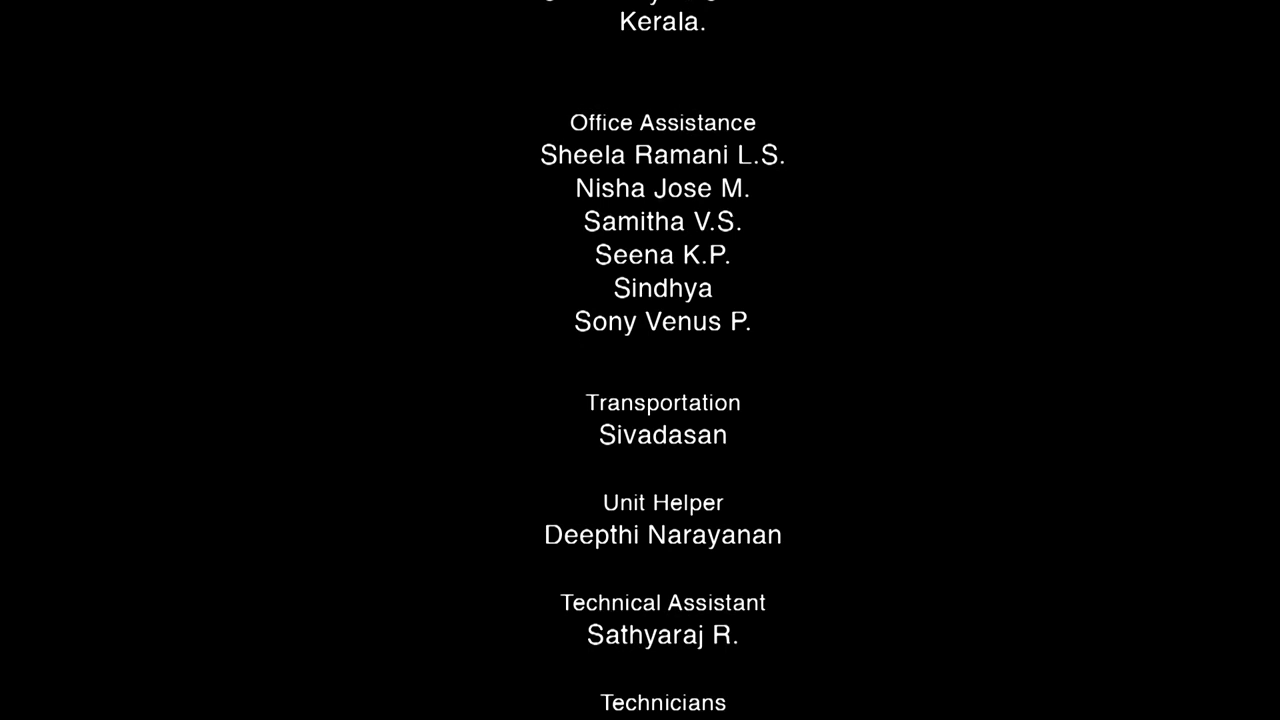 Kerala.
Office Assistance
Sheela Ramani L.S.
Nisha Jose M.
Samitha V.S.
Seena K.P.
Sindhya
Sony Venus P.
Transportation
Sivadasan
Unit Helper
Deepthi Narayanan
Technical Assistant
Sathyaraj R.
Technicians